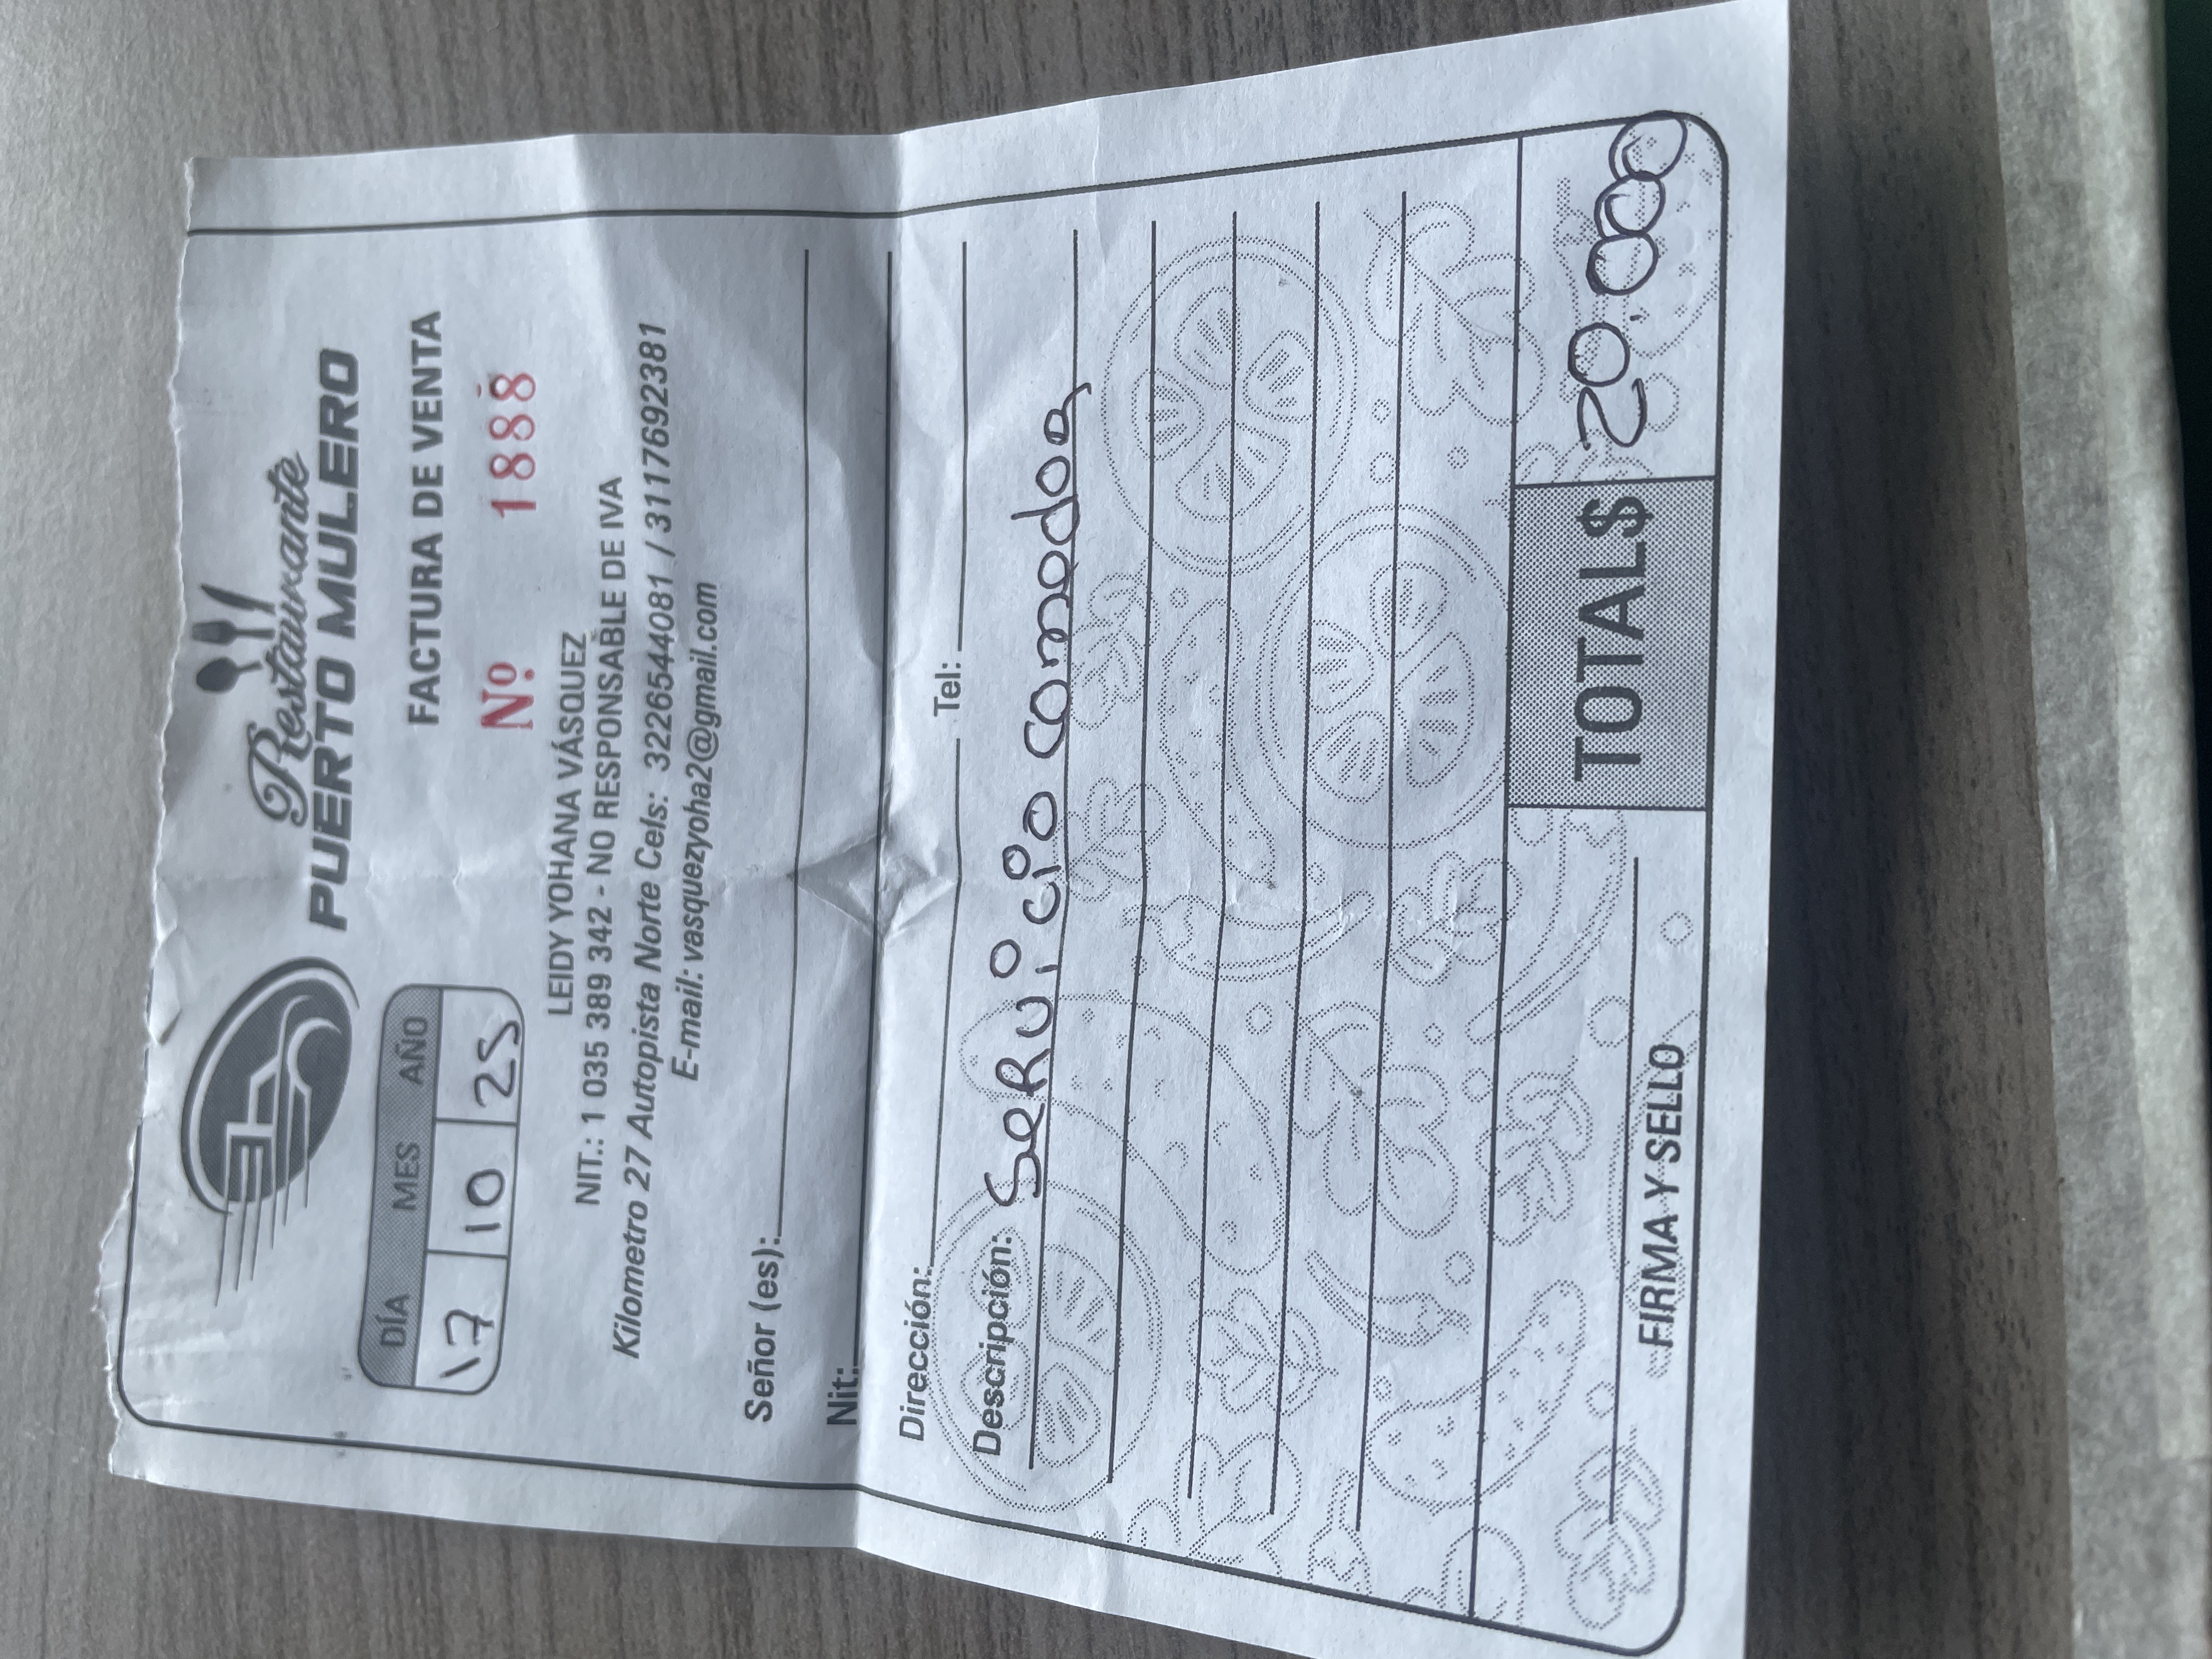 Restaurante
PUERTO MULERO
DÍA MES AÑO
17 10 25
FACTURA DE VENTA
Nº 1888
LEIDY YOHANA VÁSQUEZ
NIT.: 1 035 389 342 - NO RESPONSABLE DE IVA
Kilometro 27 Autopista Norte Cels: 3226544081 / 3117692381
E-mail: vasquezyoha2@gmail.com
Señor (es):
Nit:
Dirección: Tel:
Descripción: Servicio comedor
FIRMA Y SELLO
TOTAL$ 20.000